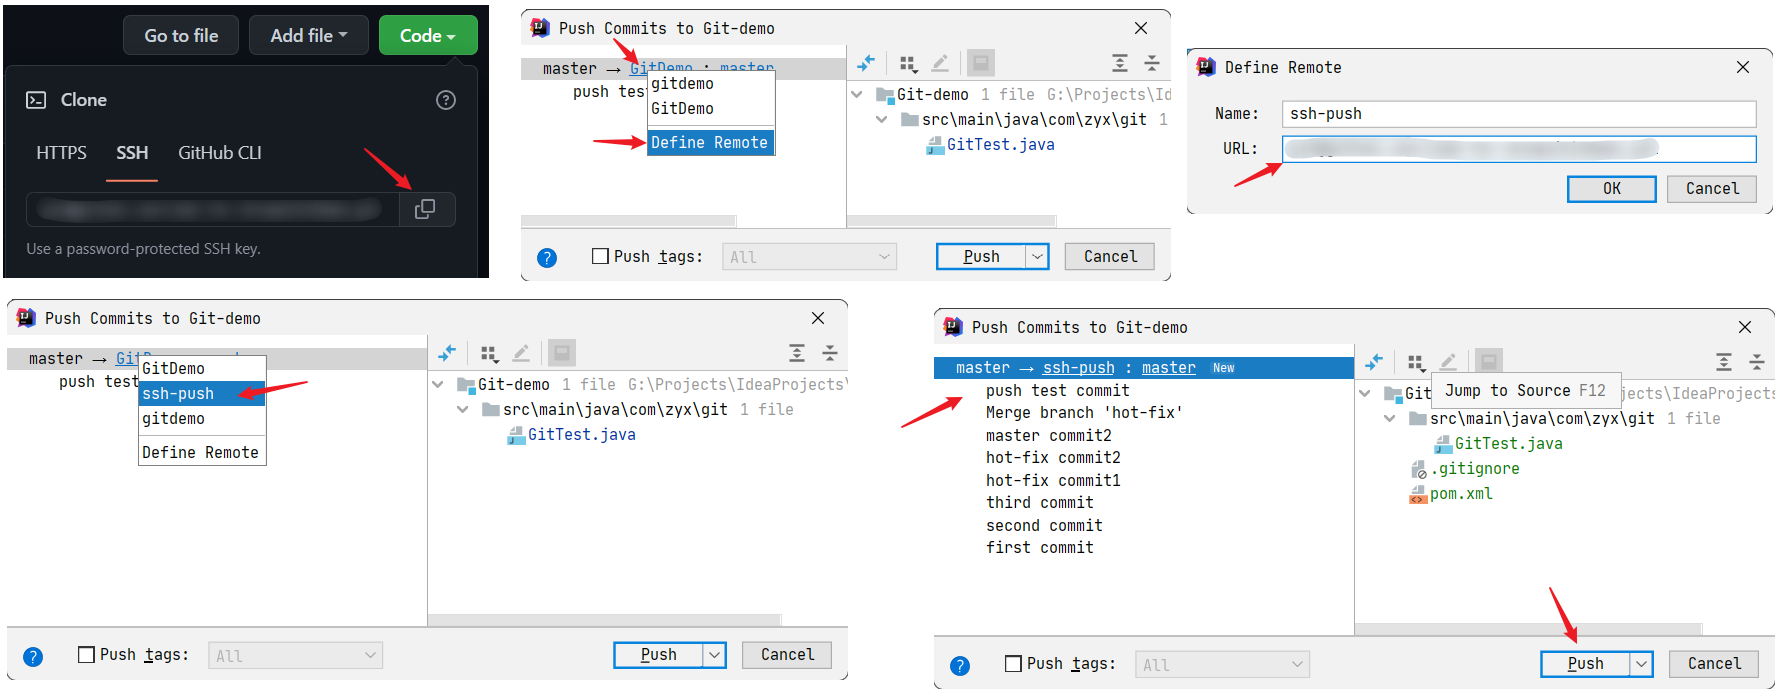 Go to file
Add file
Code
Clone
HTTPS
SSH
GitHub CLI
Use a password-protected SSH key.
Push Commits to Git-demo
master → GitDemo : master
push tes
gitdemo
GitDemo
Define Remote
Git-demo 1 file G:\Projects\Ide
src\main\java\com\zyx\git 1
GitTest.java
? Push tags: All
Push
Cancel
Define Remote
Name: ssh-push
URL:
OK
Cancel
Push Commits to Git-demo
master →
push test
GitDemo
ssh-push
gitdemo
Define Remote
Git-demo 1 file G:\Projects\IdeaProjects\
src\main\java\com\zyx\git 1 file
GitTest.java
? Push tags: All
Push
Cancel
Push Commits to Git-demo
master → ssh-push : master New
push test commit
Merge branch 'hot-fix'
master commit2
hot-fix commit2
hot-fix commit1
third commit
second commit
first commit
Jump to Source F12
jects\IdeaProjects
src\main\java\com\zyx\git 1 file
GitTest.java
.gitignore
pom.xml
? Push tags: All
Push
Cancel